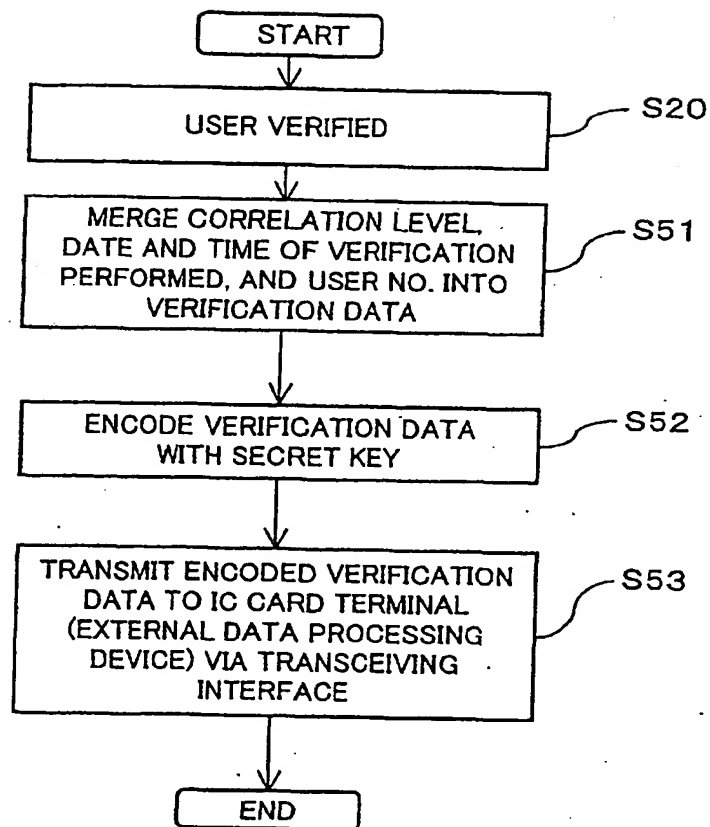 START
USER VERIFIED
S20
MERGE CORRELATION LEVEL,
DATE AND TIME OF VERIFICATION
PERFORMED, AND USER NO. INTO
VERIFICATION DATA
S51
ENCODE VERIFICATION DATA
WITH SECRET KEY
S52
TRANSMIT ENCODED VERIFICATION
DATA TO IC CARD TERMINAL
(EXTERNAL DATA PROCESSING
DEVICE) VIA TRANSCEIVING
INTERFACE
S53
END